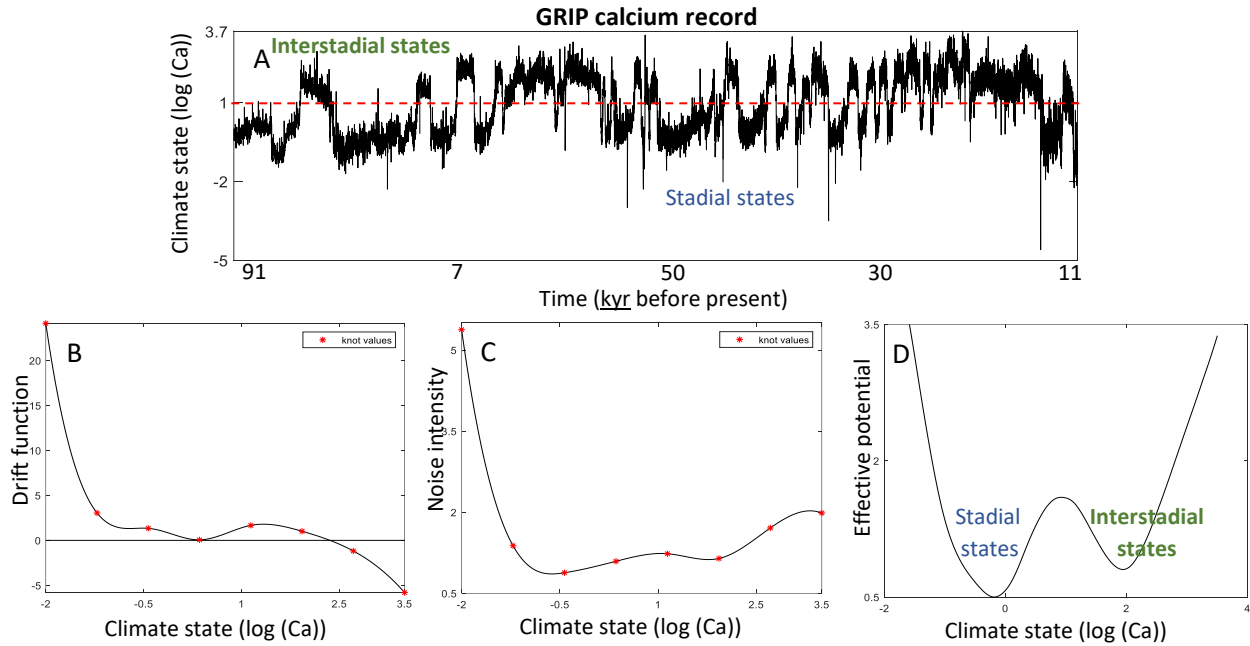 GRIP calcium record
A
Interstadial states
Stadial states
Climate state (log (Ca))
3.7
1
-2
-5
91
7
50
30
11
Time (kyr before present)
B
knot values
Drift function
20
15
10
5
0
-5
-2
-0.5
1
2.5
3.5
Climate state (log (Ca))
C
knot values
Noise intensity
5
3.5
2
0.5
-2
-0.5
1
2.5
3.5
Climate state (log (Ca))
D
Effective potential
3.5
2
0.5
Stadial
states
Interstadial
states
-2
0
2
4
Climate state (log (Ca))